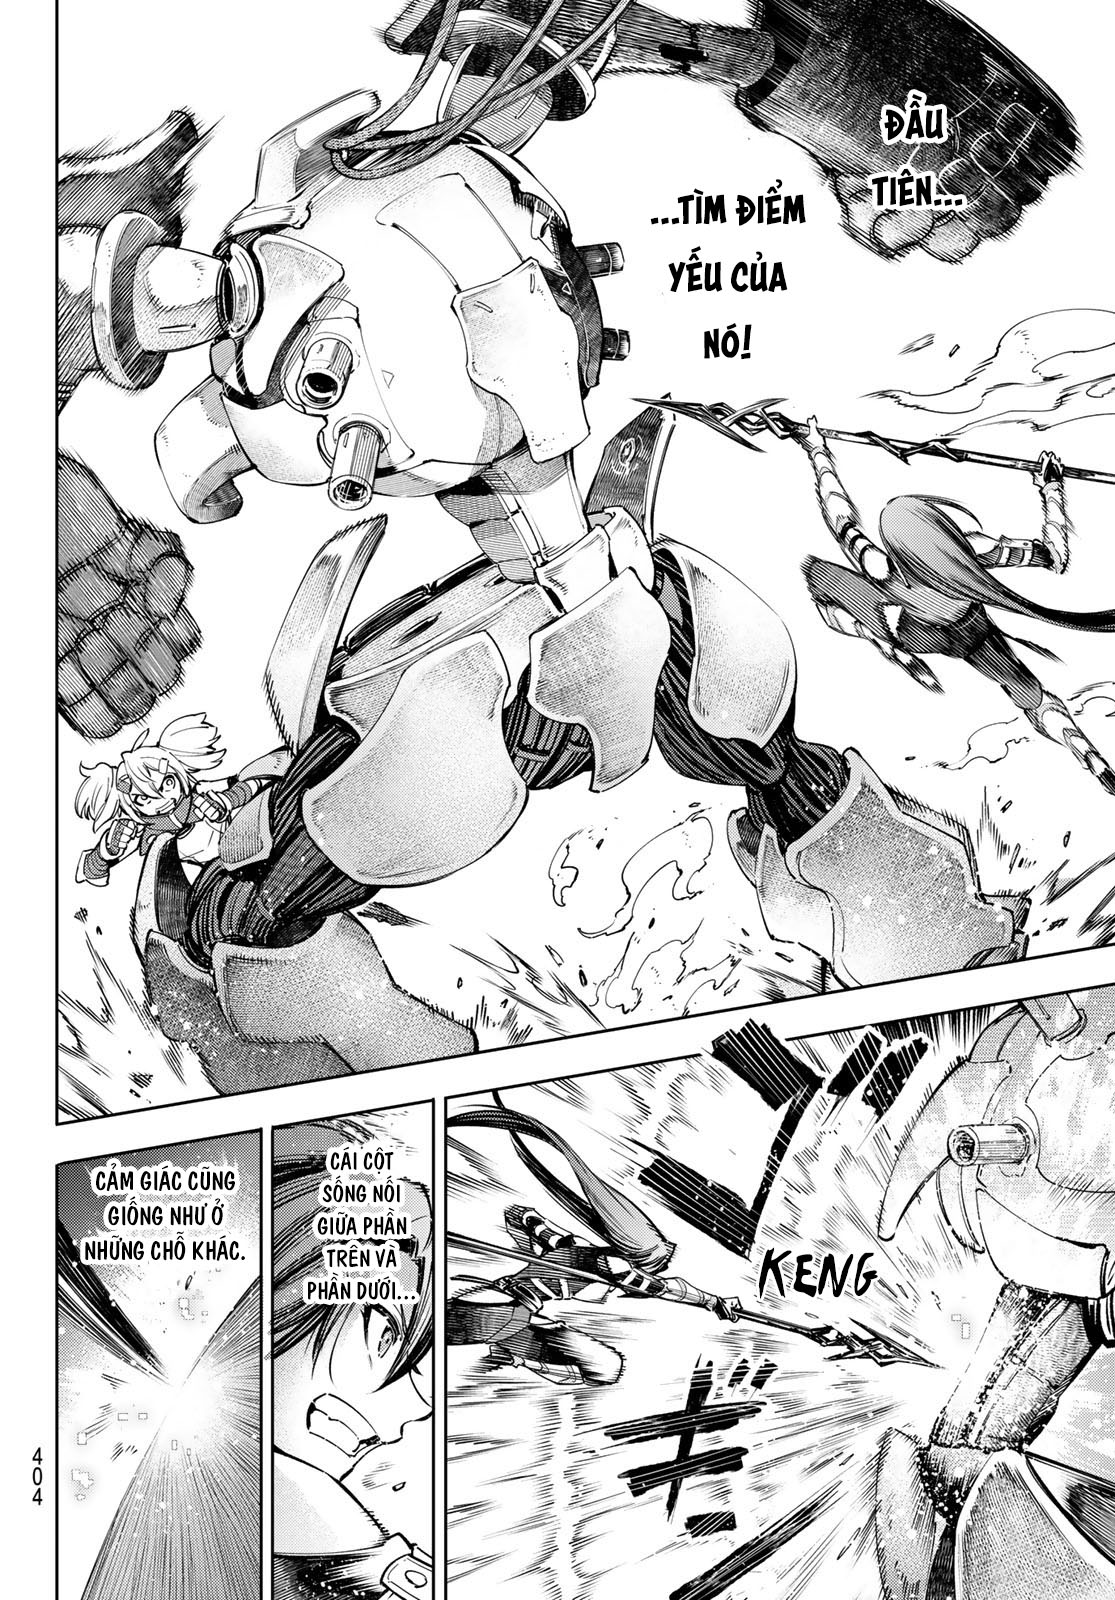 ĐẦU
TIÊN...
...TÌM ĐIỂM
YẾU CỦA
NÓ!
KENG
CÁI CỘT
SỐNG NỐI
GIỮA PHẦN
TRÊN VÀ
PHẦN DƯỚI...
CẢM GIÁC CŨNG
GIỐNG NHƯ Ở
NHỮNG CHỖ KHÁC.
404